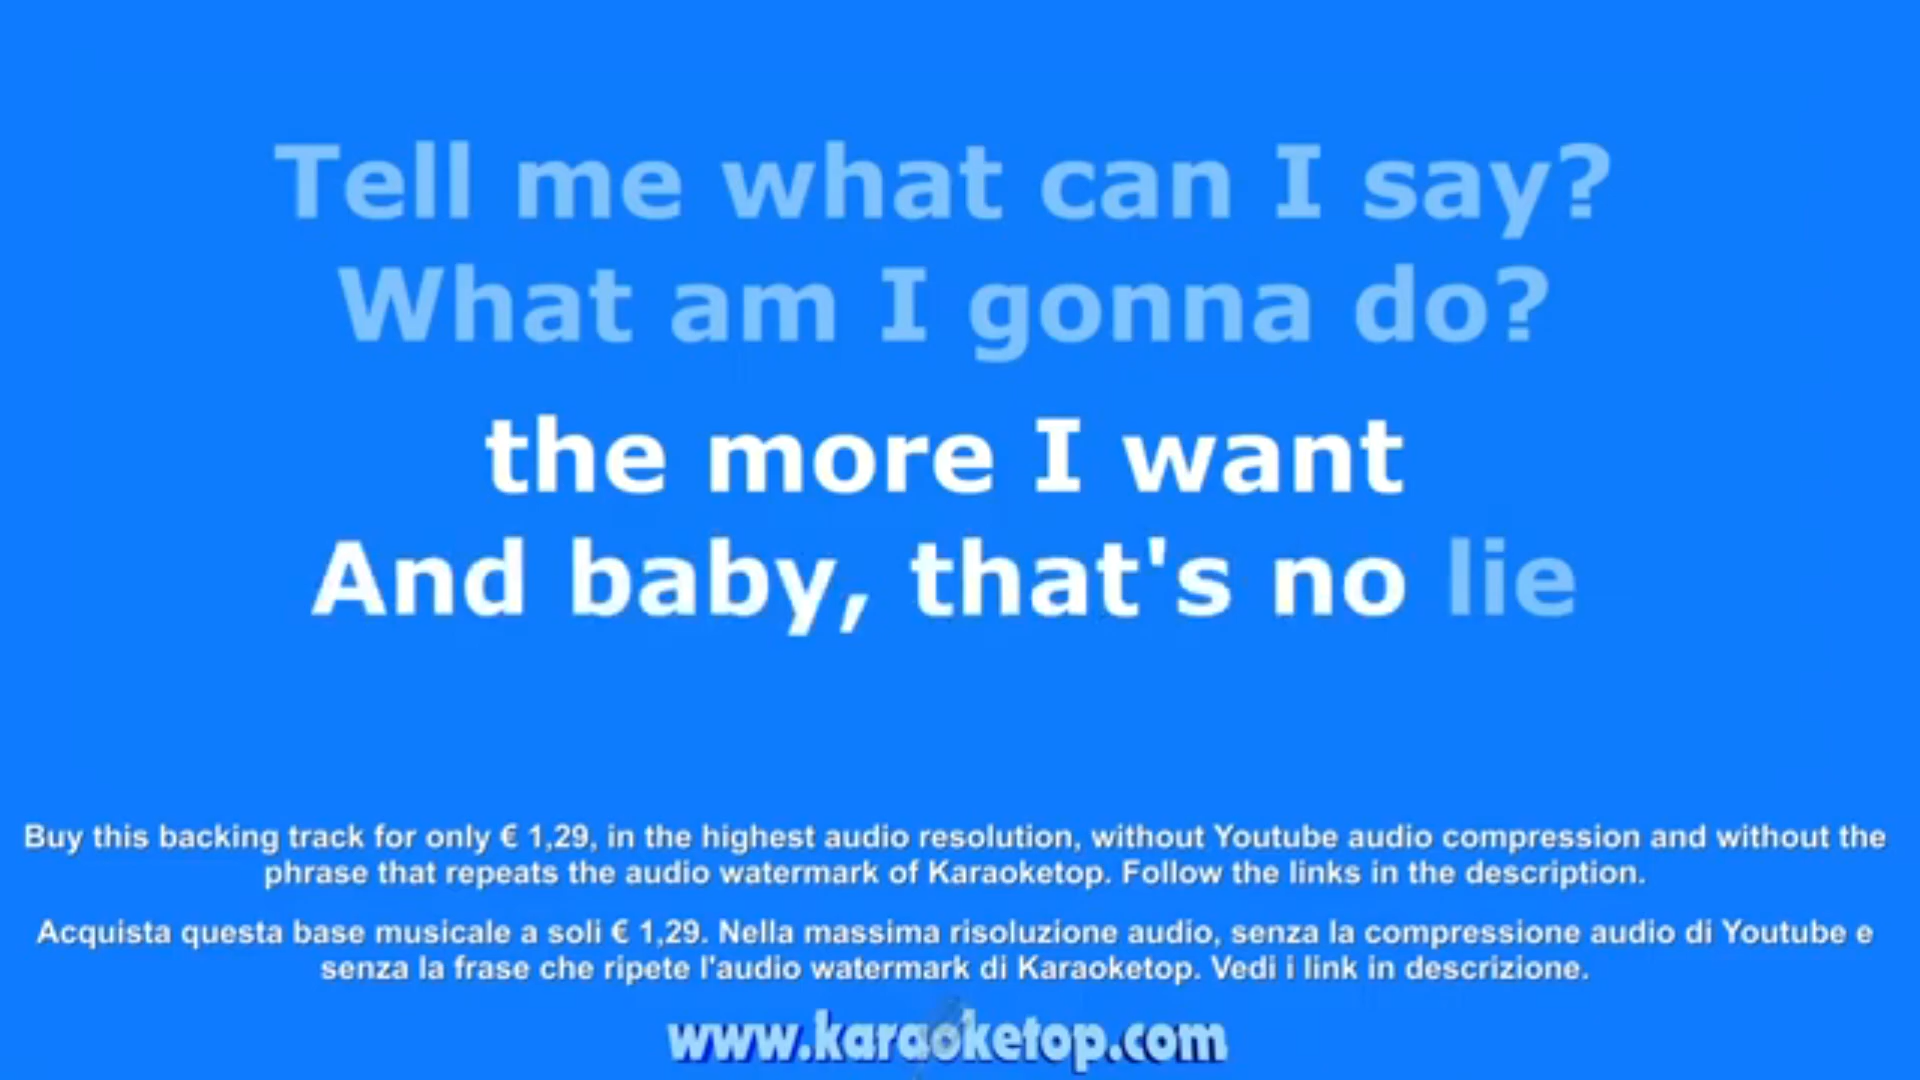 Tell me what can I say?
What am I gonna do?
the more I want
And baby, that's no lie
Buy this backing track for only € 1,29, in the highest audio resolution, without Youtube audio compression and without the
phrase that repeats the audio watermark of Karaoketop. Follow the links in the description.
Acquista questa base musicale a soli € 1,29. Nella massima risoluzione audio, senza la compressione audio di Youtube e
senza la frase che ripete l'audio watermark di Karaoketop. Vedi i link in descrizione.
www.karaoketop.com